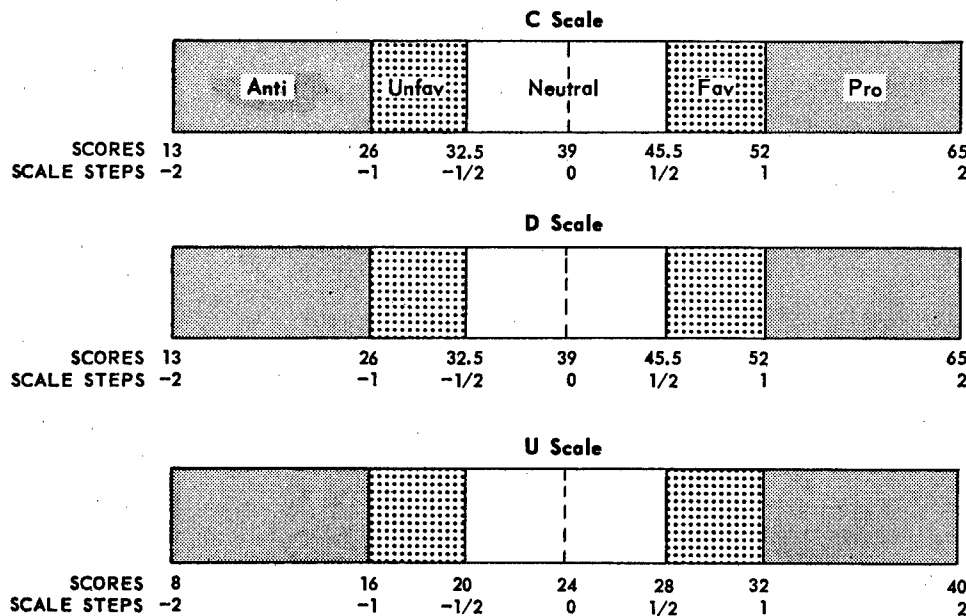 C Scale
Anti Unfav Neutral Fav Pro
SCORES 13 26 32.5 39 45.5 52 65
SCALE STEPS -2 -1 -1/2 0 1/2 1 2
D Scale
SCORES 13 26 32.5 39 45.5 52 65
SCALE STEPS -2 -1 -1/2 0 1/2 1 2
U Scale
SCORES 8 16 20 24 28 32 40
SCALE STEPS -2 -1 -1/2 0 1/2 1 2